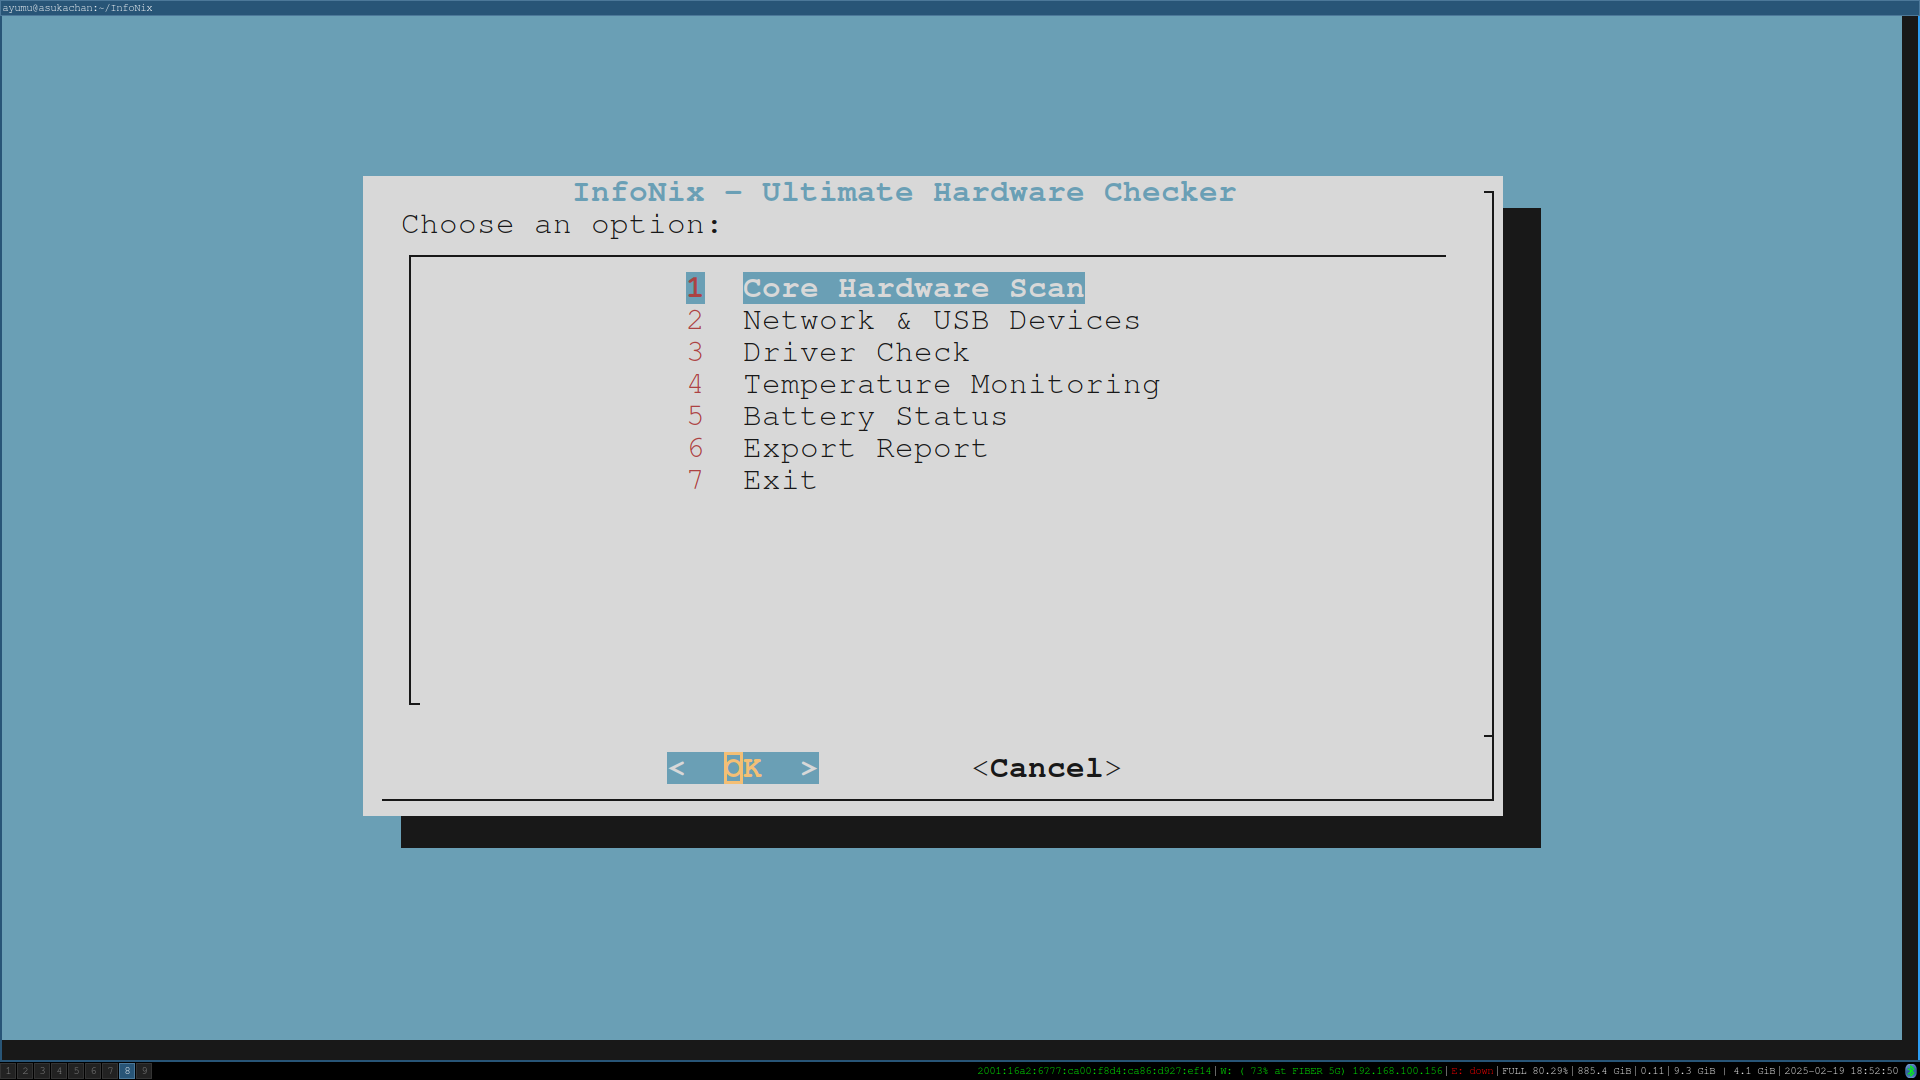 ayumu@asukachan:~/InfoNix
InfoNix - Ultimate Hardware Checker
Choose an option:
1 Core Hardware Scan
2 Network & USB Devices
3 Driver Check
4 Temperature Monitoring
5 Battery Status
6 Export Report
7 Exit
< OK > <Cancel>
1 2 3 4 5 6 7 8 9 2001:16a2:6777:ca00:f8d4:ca86:d927:ef14|W: ( 73% at FIBER 5G) 192.168.100.156|E: down|FULL 80.29%|885.4 GiB|0.11|9.3 GiB | 4.1 GiB|2025-02-19 18:52:50